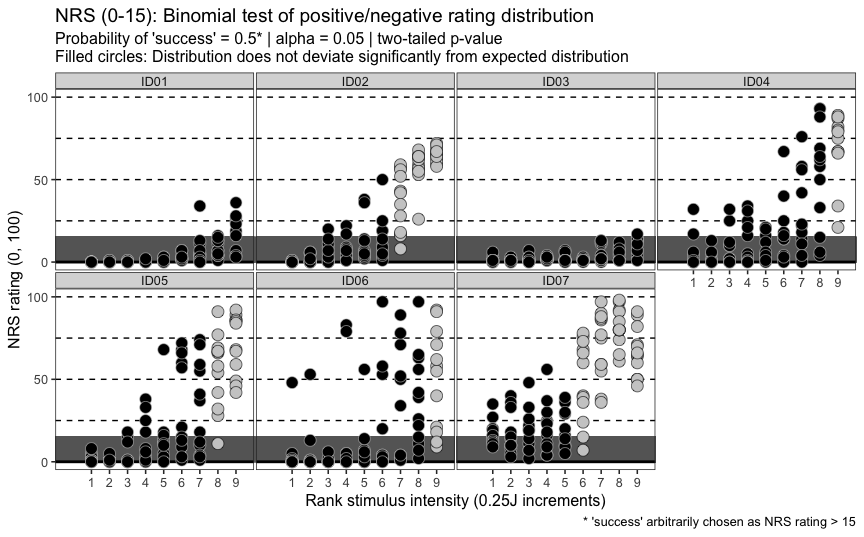 NRS (0-15): Binomial test of positive/negative rating distribution
Probability of 'success' = 0.5* | alpha = 0.05 | two-tailed p-value
Filled circles: Distribution does not deviate significantly from expected distribution
ID01 ID02 ID03 ID04
100
50
0
1 2 3 4 5 6 7 8 9
ID05 ID06 ID07
100
50
0
1 2 3 4 5 6 7 8 9 1 2 3 4 5 6 7 8 9 1 2 3 4 5 6 7 8 9
NRS rating (0, 100)
Rank stimulus intensity (0.25J increments)
* 'success' arbitrarily chosen as NRS rating > 15